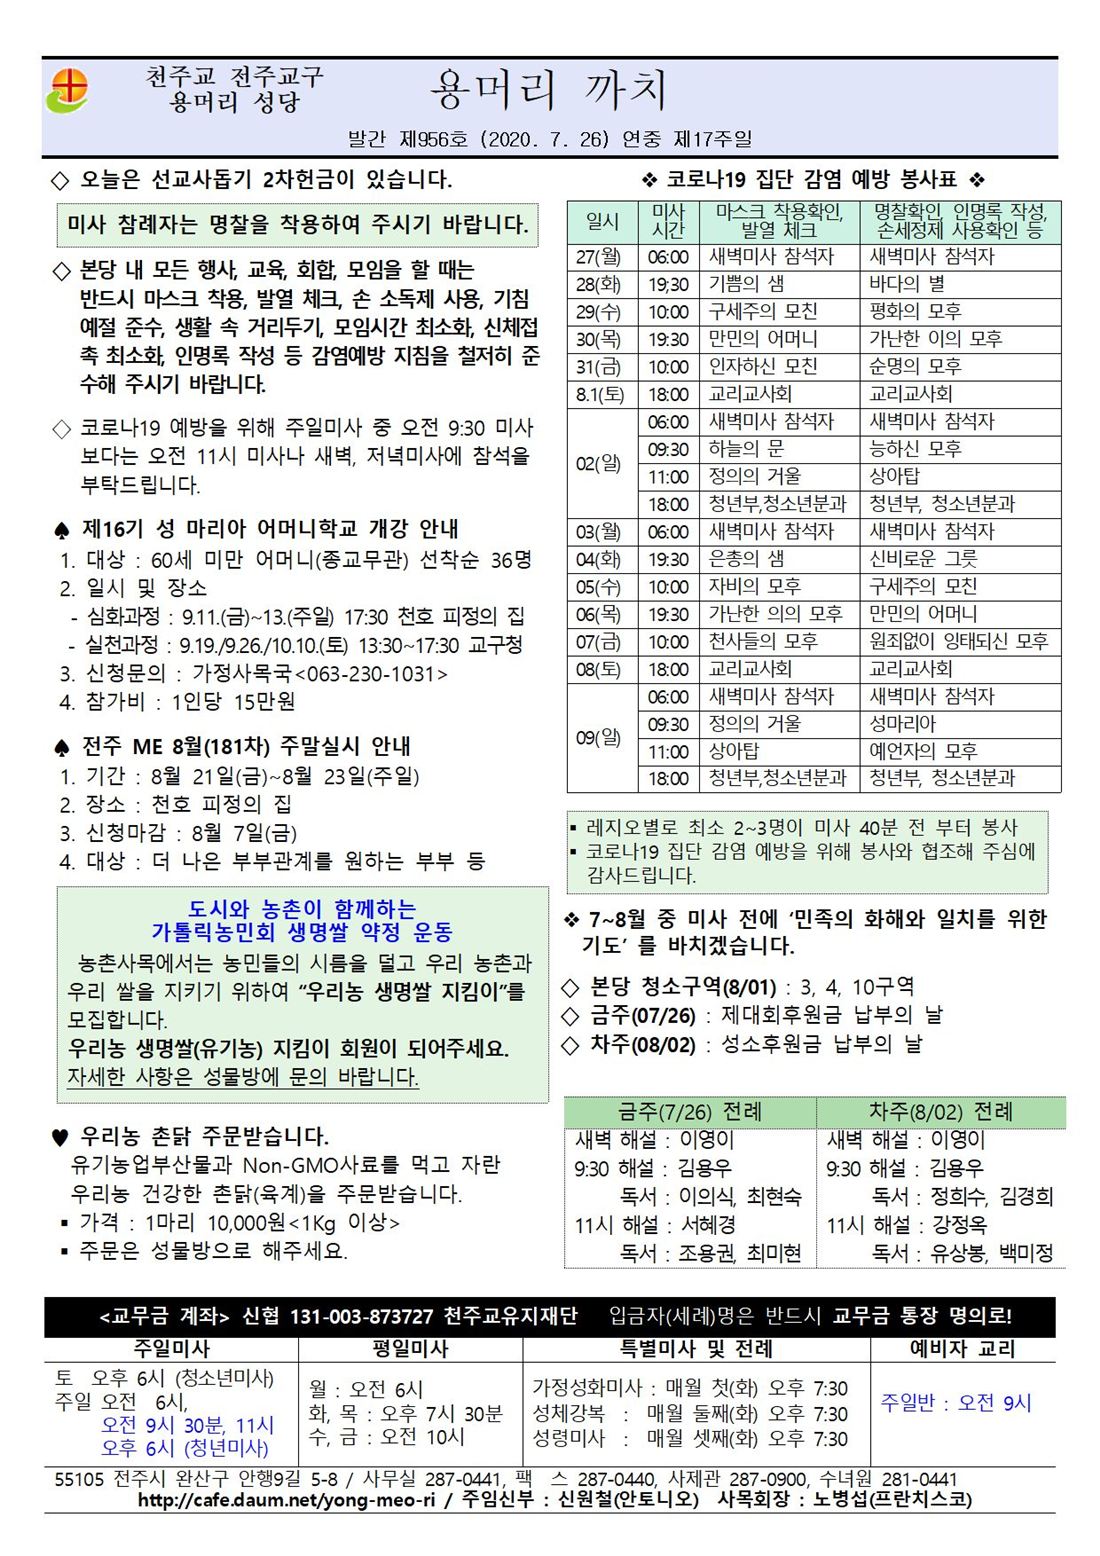 천주교 전주교구
용머리 성당
용머리 까치
발간 제956호 (2020. 7. 26) 연중 제17주일
◇ 오늘은 선교사돕기 2차헌금이 있습니다.
미사 참례자는 명찰을 착용하여 주시기 바랍니다.
◇ 본당 내 모든 행사, 교육, 회합, 모임을 할 때는
반드시 마스크 착용, 발열 체크, 손 소독제 사용, 기침
예절 준수, 생활 속 거리두기, 모임시간 최소화, 신체접
촉 최소화, 인명록 작성 등 감염예방 지침을 철저히 준
수해 주시기 바랍니다.
◇ 코로나19 예방을 위해 주일미사 중 오전 9:30 미사
보다는 오전 11시 미사나 새벽, 저녁미사에 참석을
부탁드립니다.
♠ 제16기 성 마리아 어머니학교 개강 안내
1. 대상 : 60세 미만 어머니(종교무관) 선착순 36명
2. 일시 및 장소
- 심화과정 : 9.11.(금)~13.(주일) 17:30 천호 피정의 집
- 실천과정 : 9.19./9.26./10.10.(토) 13:30~17:30 교구청
3. 신청문의 : 가정사목국<063-230-1031>
4. 참가비 : 1인당 15만원
♠ 전주 ME 8월(181차) 주말실시 안내
1. 기간 : 8월 21일(금)~8월 23일(주일)
2. 장소 : 천호 피정의 집
3. 신청마감 : 8월 7일(금)
4. 대상 : 더 나은 부부관계를 원하는 부부 등
도시와 농촌이 함께하는
가톨릭농민회 생명쌀 약정 운동
농촌사목에서는 농민들의 시름을 덜고 우리 농촌과
우리 쌀을 지키기 위하여 “우리농 생명쌀 지킴이”를
모집합니다.
우리농 생명쌀(유기농) 지킴이 회원이 되어주세요.
자세한 사항은 성물방에 문의 바랍니다.
♥ 우리농 촌닭 주문받습니다.
유기농업부산물과 Non-GMO사료를 먹고 자란
우리농 건강한 촌닭(육계)을 주문받습니다.
▪ 가격 : 1마리 10,000원<1Kg 이상>
▪ 주문은 성물방으로 해주세요.
❖ 코로나19 집단 감염 예방 봉사표 ❖
일시 미사 시간 마스크 착용확인, 발열 체크 명찰확인, 인명록 작성, 손세정제 사용확인 등
27(월) 06:00 새벽미사 참석자 새벽미사 참석자
28(화) 19;30 기쁨의 샘 바다의 별
29(수) 10:00 구세주의 모친 평화의 모후
30(목) 19:30 만민의 어머니 가난한 이의 모후
31(금) 10:00 인자하신 모친 순명의 모후
8.1(토) 18:00 교리교사회 교리교사회
02(일) 06:00 새벽미사 참석자 새벽미사 참석자
09:30 하늘의 문 능하신 모후
11:00 정의의 거울 상아탑
18:00 청년부,청소년분과 청년부, 청소년분과
03(월) 06:00 새벽미사 참석자 새벽미사 참석자
04(화) 19:30 은총의 샘 신비로운 그릇
05(수) 10:00 자비의 모후 구세주의 모친
06(목) 19:30 가난한 의의 모후 만민의 어머니
07(금) 10:00 천사들의 모후 원죄없이 잉태되신 모후
08(토) 18:00 교리교사회 교리교사회
09(일) 06:00 새벽미사 참석자 새벽미사 참석자
09:30 정의의 거울 성마리아
11:00 상아탑 예언자의 모후
18:00 청년부,청소년분과 청년부, 청소년분과
▪ 레지오별로 최소 2~3명이 미사 40분 전 부터 봉사
▪ 코로나19 집단 감염 예방을 위해 봉사와 협조해 주심에
감사드립니다.
❖ 7~8월 중 미사 전에 ‘민족의 화해와 일치를 위한
기도’ 를 바치겠습니다.
◇ 본당 청소구역(8/01) : 3, 4, 10구역
◇ 금주(07/26) : 제대회후원금 납부의 날
◇ 차주(08/02) : 성소후원금 납부의 날
금주(7/26) 전례 차주(8/02) 전례
새벽 해설 : 이영이 새벽 해설 : 이영이
9:30 해설 : 김용우 9:30 해설 : 김용우
독서 : 이의식, 최현숙 독서 : 정희수, 김경희
11시 해설 : 서혜경 11시 해설 : 강정옥
독서 : 조용권, 최미현 독서 : 유상봉, 백미정
<교무금 계좌> 신협 131-003-873727 천주교유지재단 입금자(세례)명은 반드시 교무금 통장 명의로!
주일미사 평일미사 특별미사 및 전례 예비자 교리
토 오후 6시 (청소년미사)
주일 오전 6시,
오전 9시 30분, 11시
오후 6시 (청년미사)
월 : 오전 6시
화, 목 : 오후 7시 30분
수, 금 : 오전 10시
가정성화미사 : 매월 첫(화) 오후 7:30
성체강복 : 매월 둘째(화) 오후 7:30
성령미사 : 매월 셋째(화) 오후 7:30
주일반 : 오전 9시
55105 전주시 완산구 안행9길 5-8 / 사무실 287-0441, 팩 스 287-0440, 사제관 287-0900, 수녀원 281-0441
http://cafe.daum.net/yong-meo-ri / 주임신부 : 신원철(안토니오) 사목회장 : 노병섭(프란치스코)